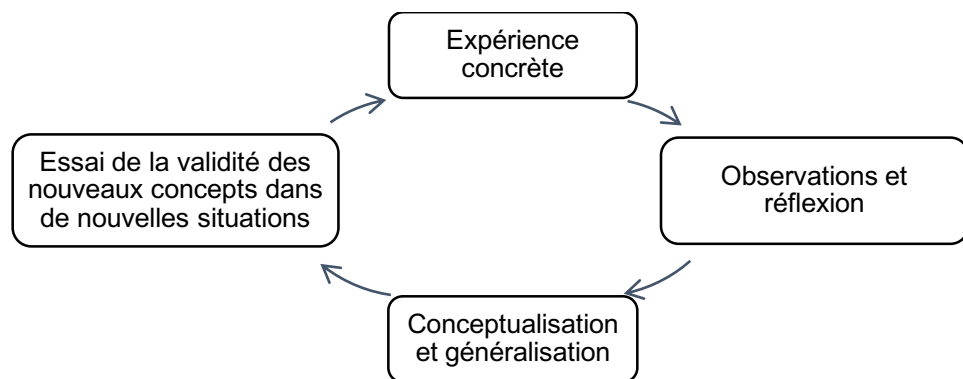 Expérience
concrète
Observations et
réflexion
Conceptualisation
et généralisation
Essai de la validité des
nouveaux concepts dans
de nouvelles situations